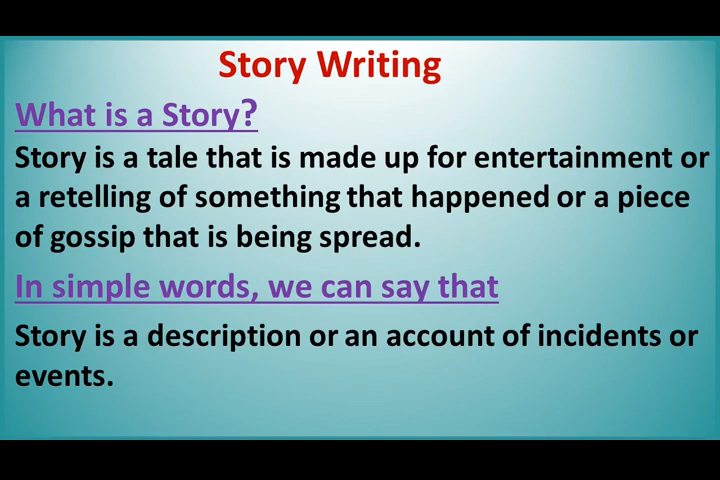 Story Writing
What is a Story?
Story is a tale that is made up for entertainment or
a retelling of something that happened or a piece
of gossip that is being spread.
In simple words, we can say that
Story is a description or an account of incidents or
events.